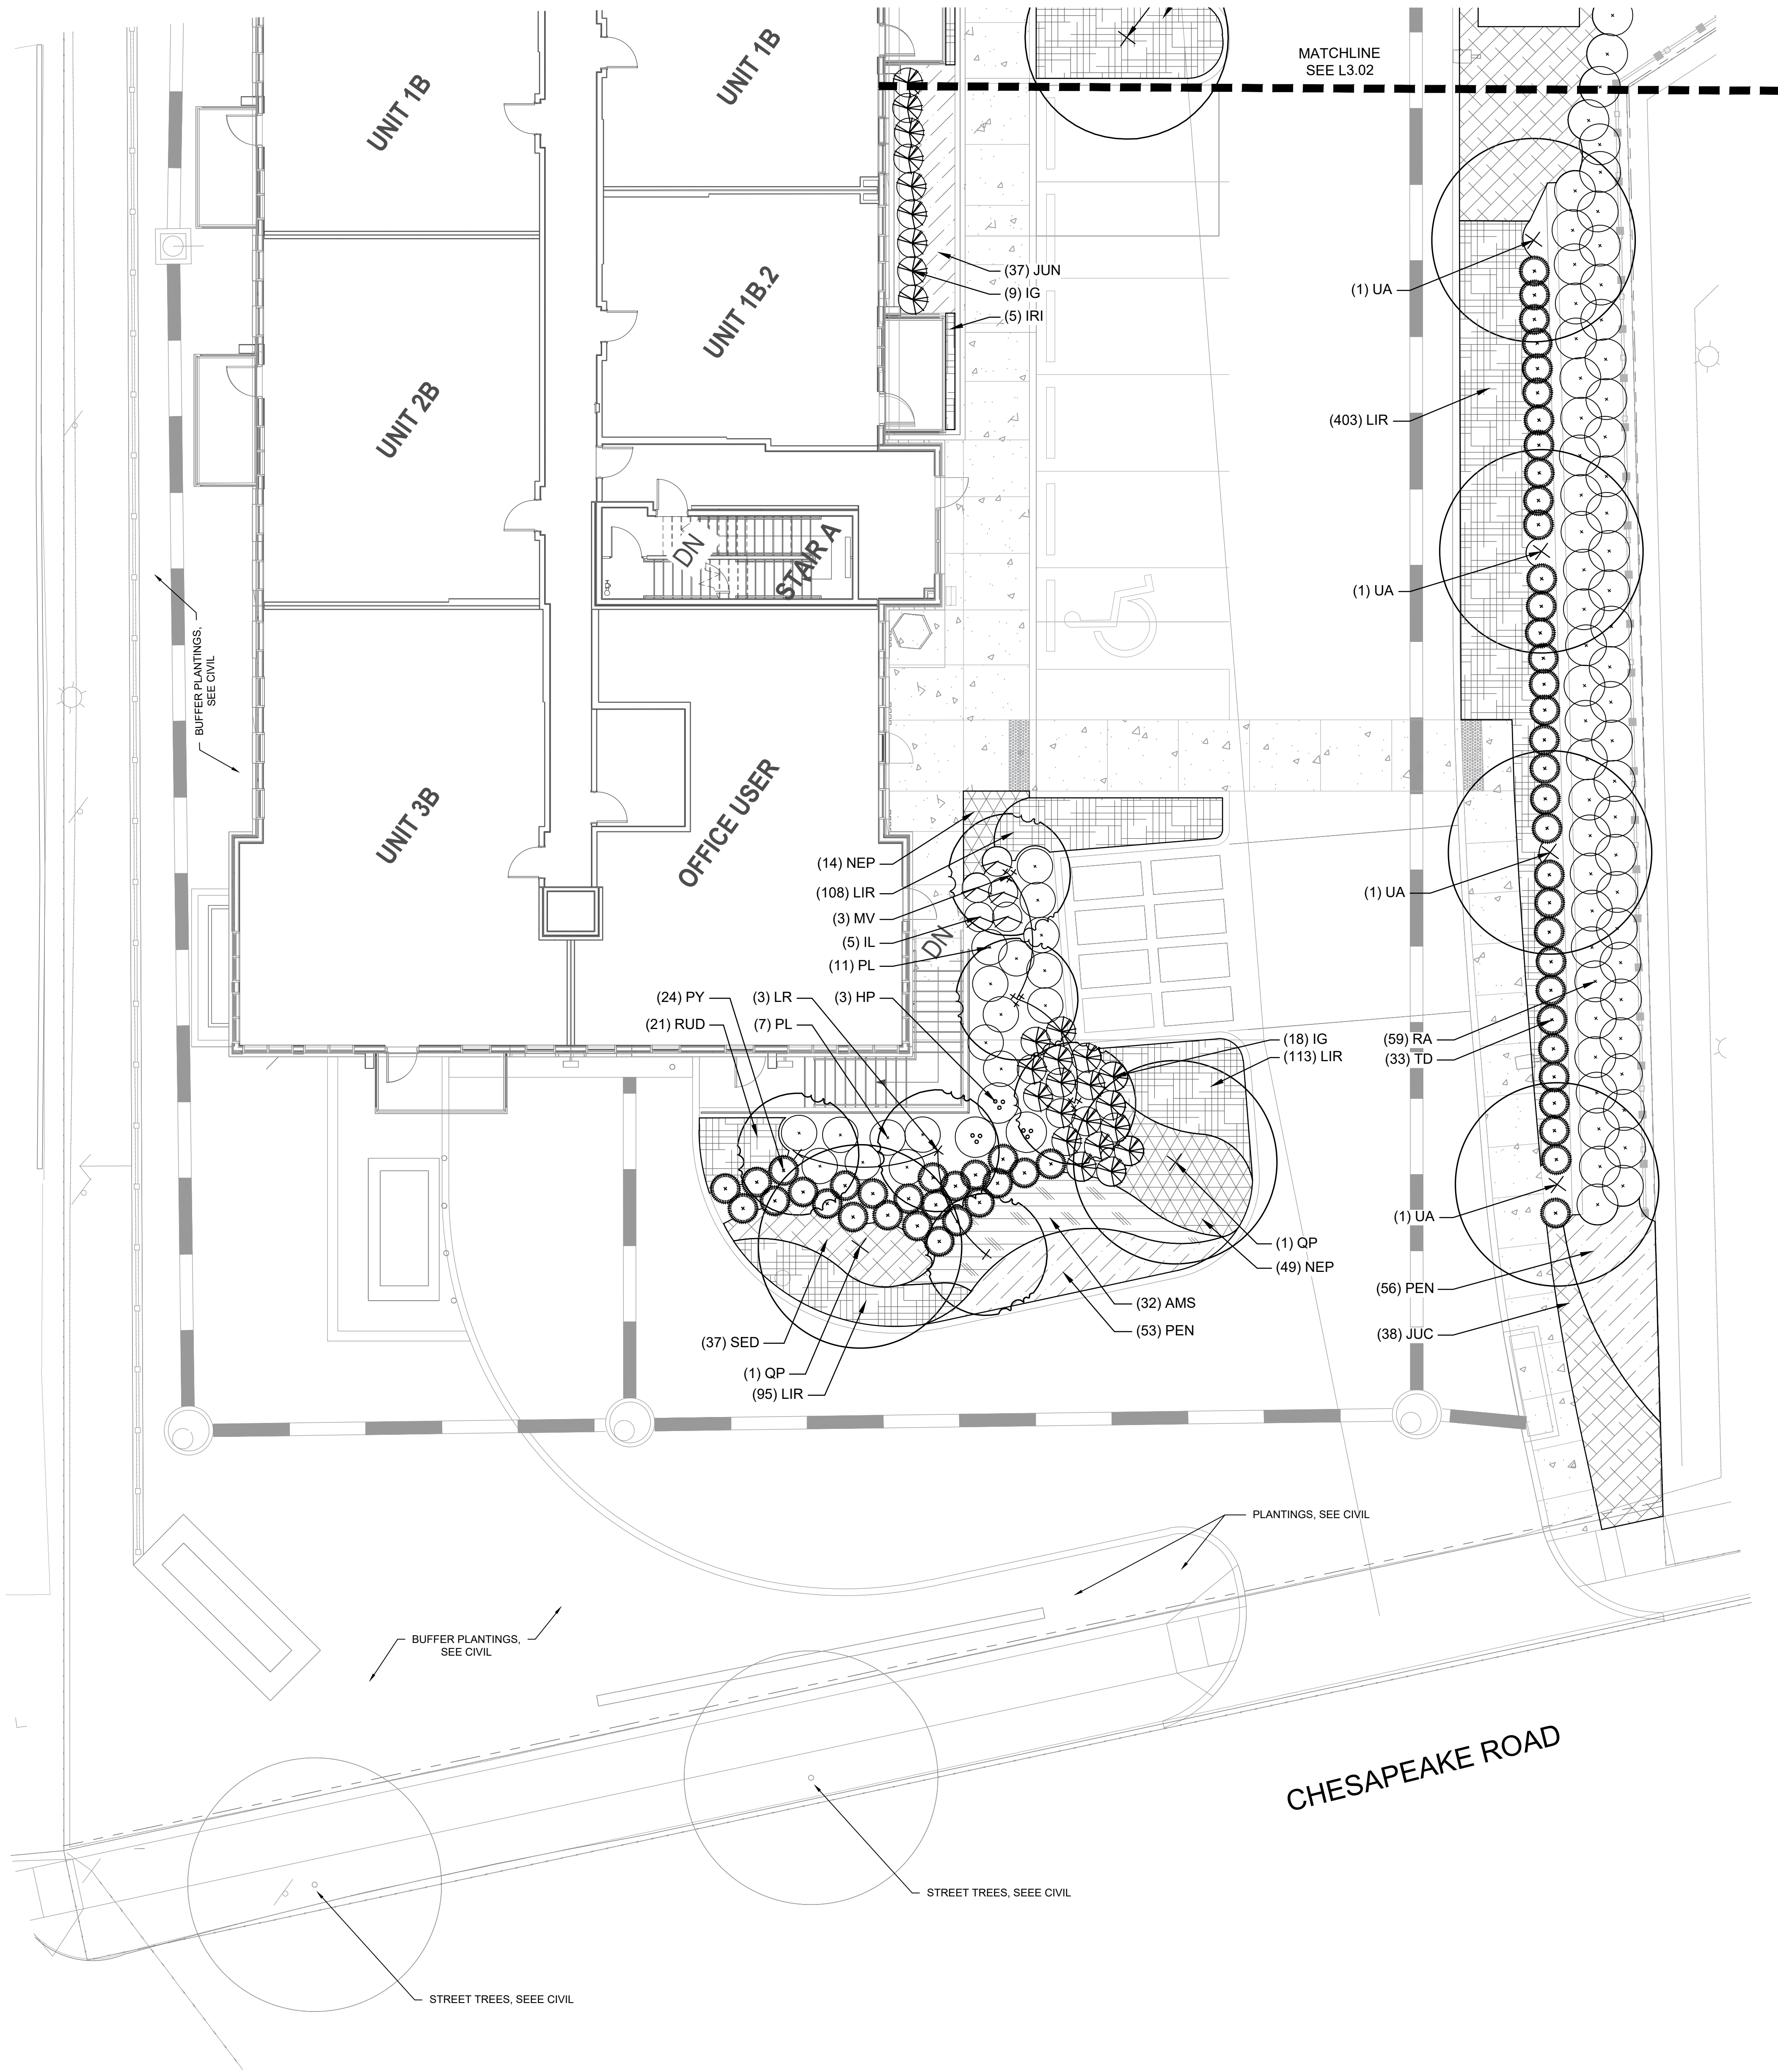 MATCHLINE
SEE L3.02
UNIT 1B
UNIT 1B
(37) JUN
(9) IG
(5) IRI
(1) UA
UNIT 2B
UNIT 1B.2
(403) LIR
DN
STAIR A
(1) UA
BUFFER PLANTINGS,
SEE CIVIL
UNIT 3B
OFFICE USER
(14) NEP
(108) LIR
(3) MV
(5) IL
(11) PL
(1) UA
DN
(24) PY
(3) LR
(3) HP
(21) RUD
(7) PL
(18) IG
(113) LIR
(59) RA
(33) TD
(1) UA
(1) QP
(49) NEP
(56) PEN
(32) AMS
(53) PEN
(38) JUC
(37) SED
(1) QP
(95) LIR
PLANTINGS, SEE CIVIL
BUFFER PLANTINGS,
SEE CIVIL
CHESAPEAKE ROAD
STREET TREES, SEEE CIVIL
STREET TREES, SEEE CIVIL